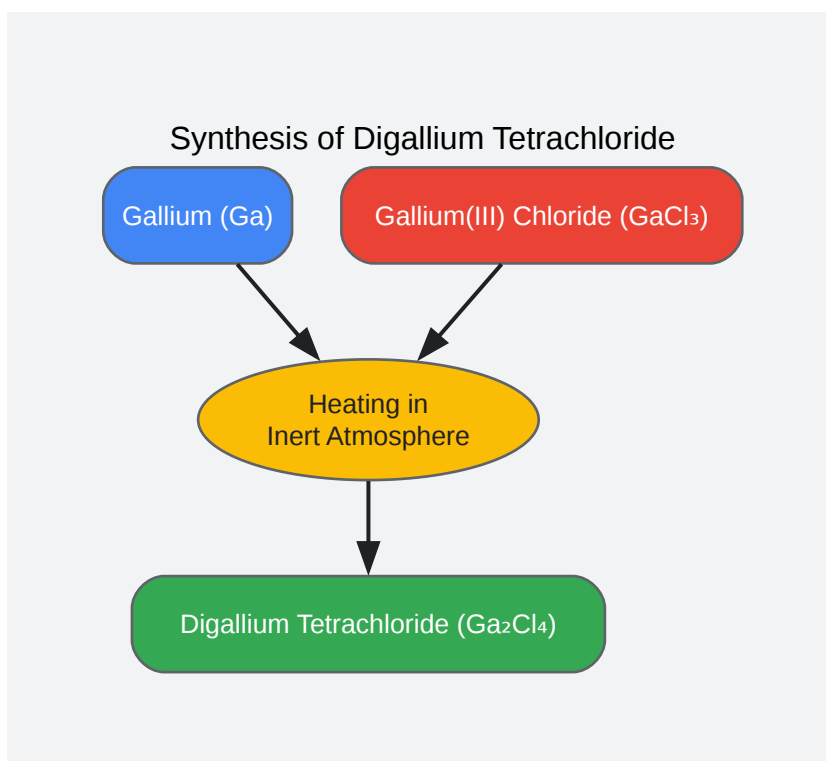 Synthesis of Digallium Tetrachloride
Gallium (Ga)
Gallium(III) Chloride (GaCl₃)
Heating in
Inert Atmosphere
Digallium Tetrachloride (Ga₂Cl₄)